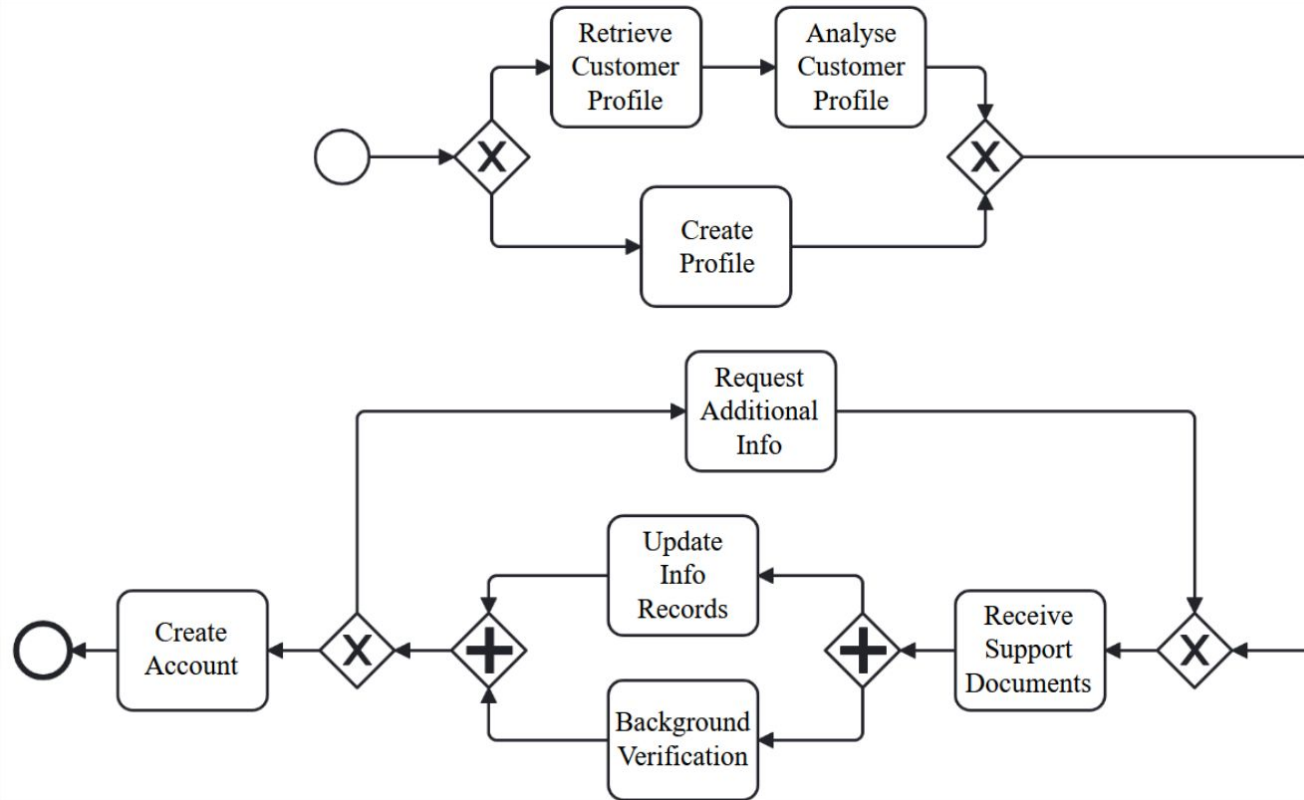 Retrieve
Customer
Profile
Analyse
Customer
Profile
X
X
Create
Profile
Request
Additional
Info
Update
Info
Records
Create
Account
X
Receive
Support
Documents
X
Background
Verification